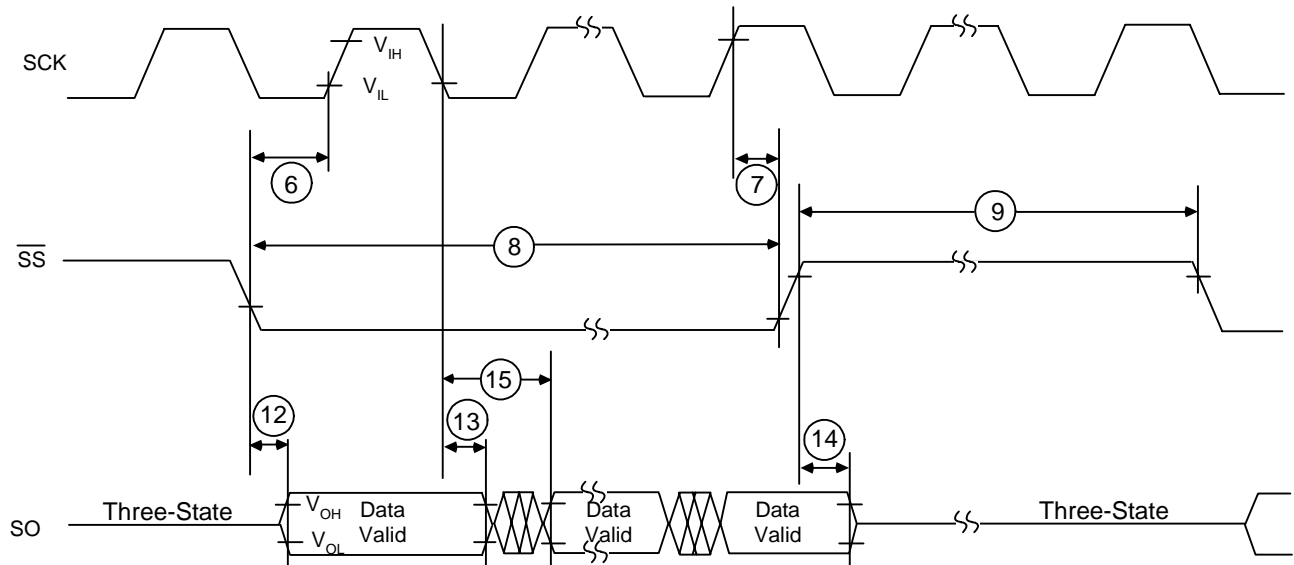 SCK
V_IH
V_IL
6
7
9
8
SS
15
12
13
14
Three-State
V_OH
Data
Valid
Data
Valid
Data
Valid
Three-State
SO
V_OL